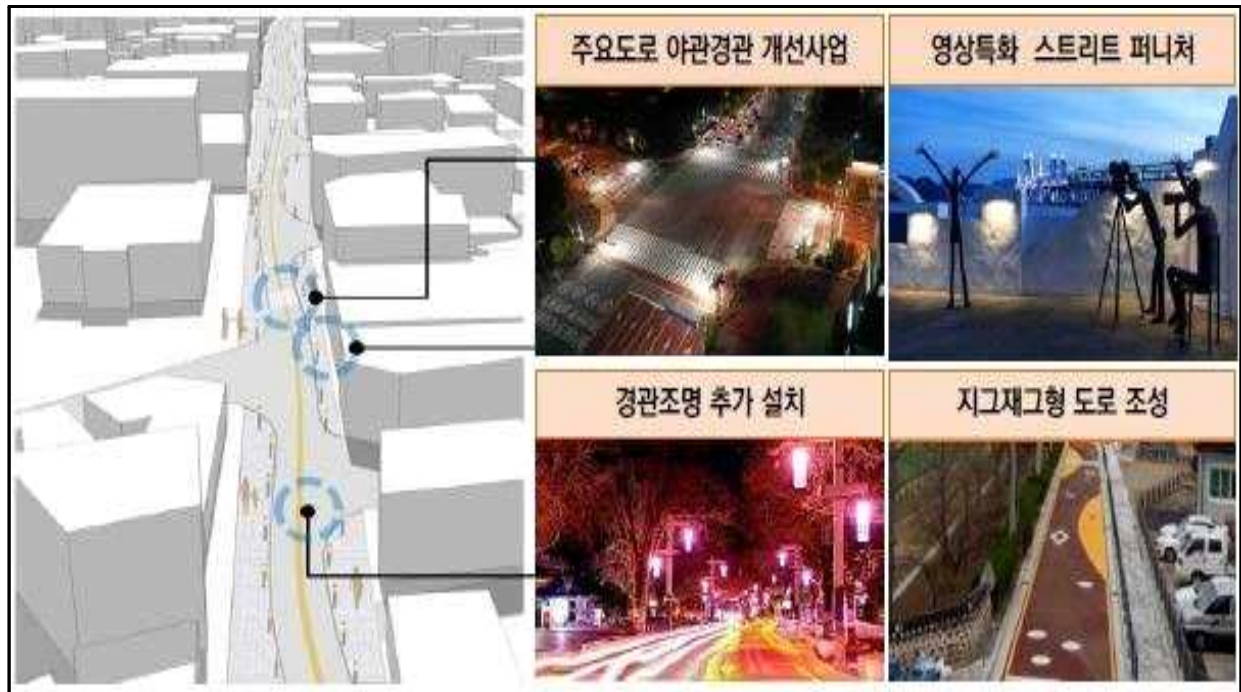 주요도로 야관경관 개선사업
영상특화 스트리트 퍼니처
경관조명 추가 설치
지그재그형 도로 조성